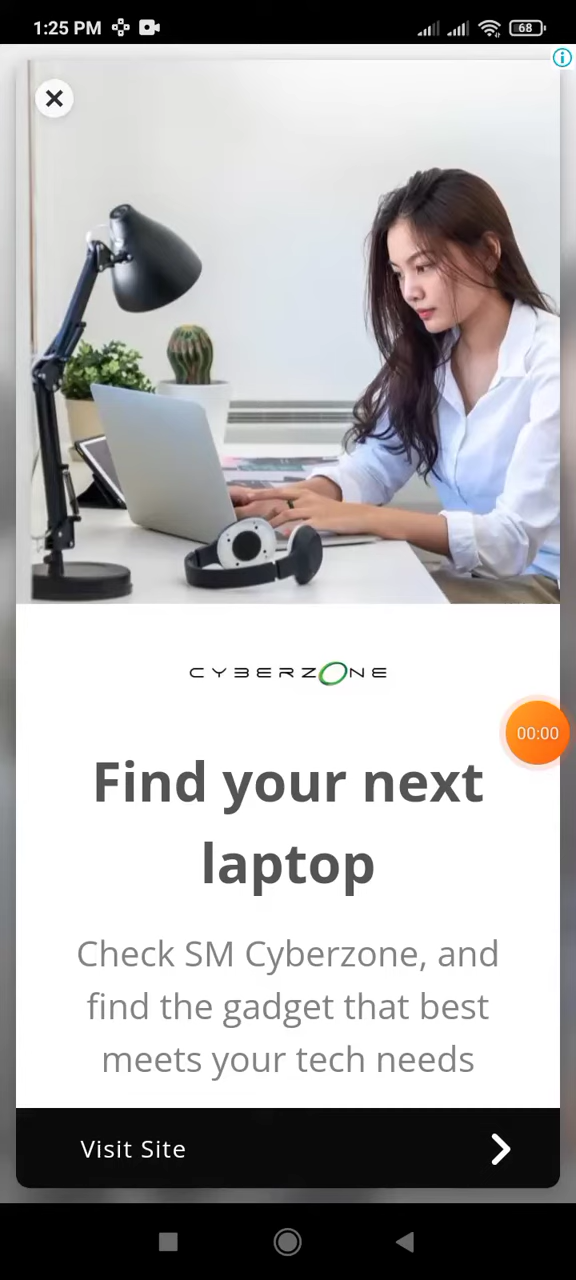 1:25 PM
68
CYBERZONE
00:00
Find your next
laptop
Check SM Cyberzone, and
find the gadget that best
meets your tech needs
Visit Site